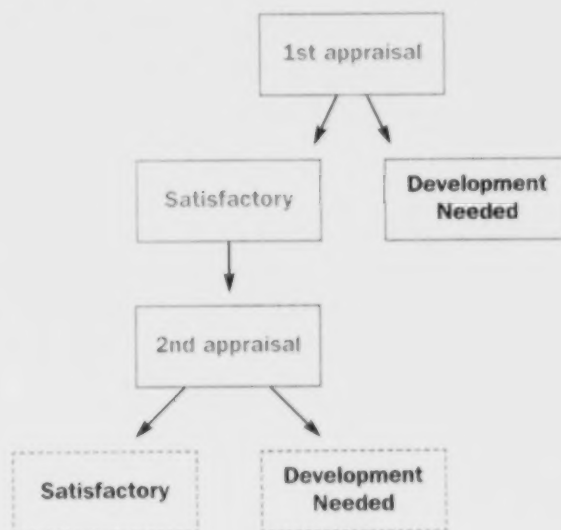 1st appraisal
Satisfactory
Development
Needed
2nd appraisal
Satisfactory
Development
Needed